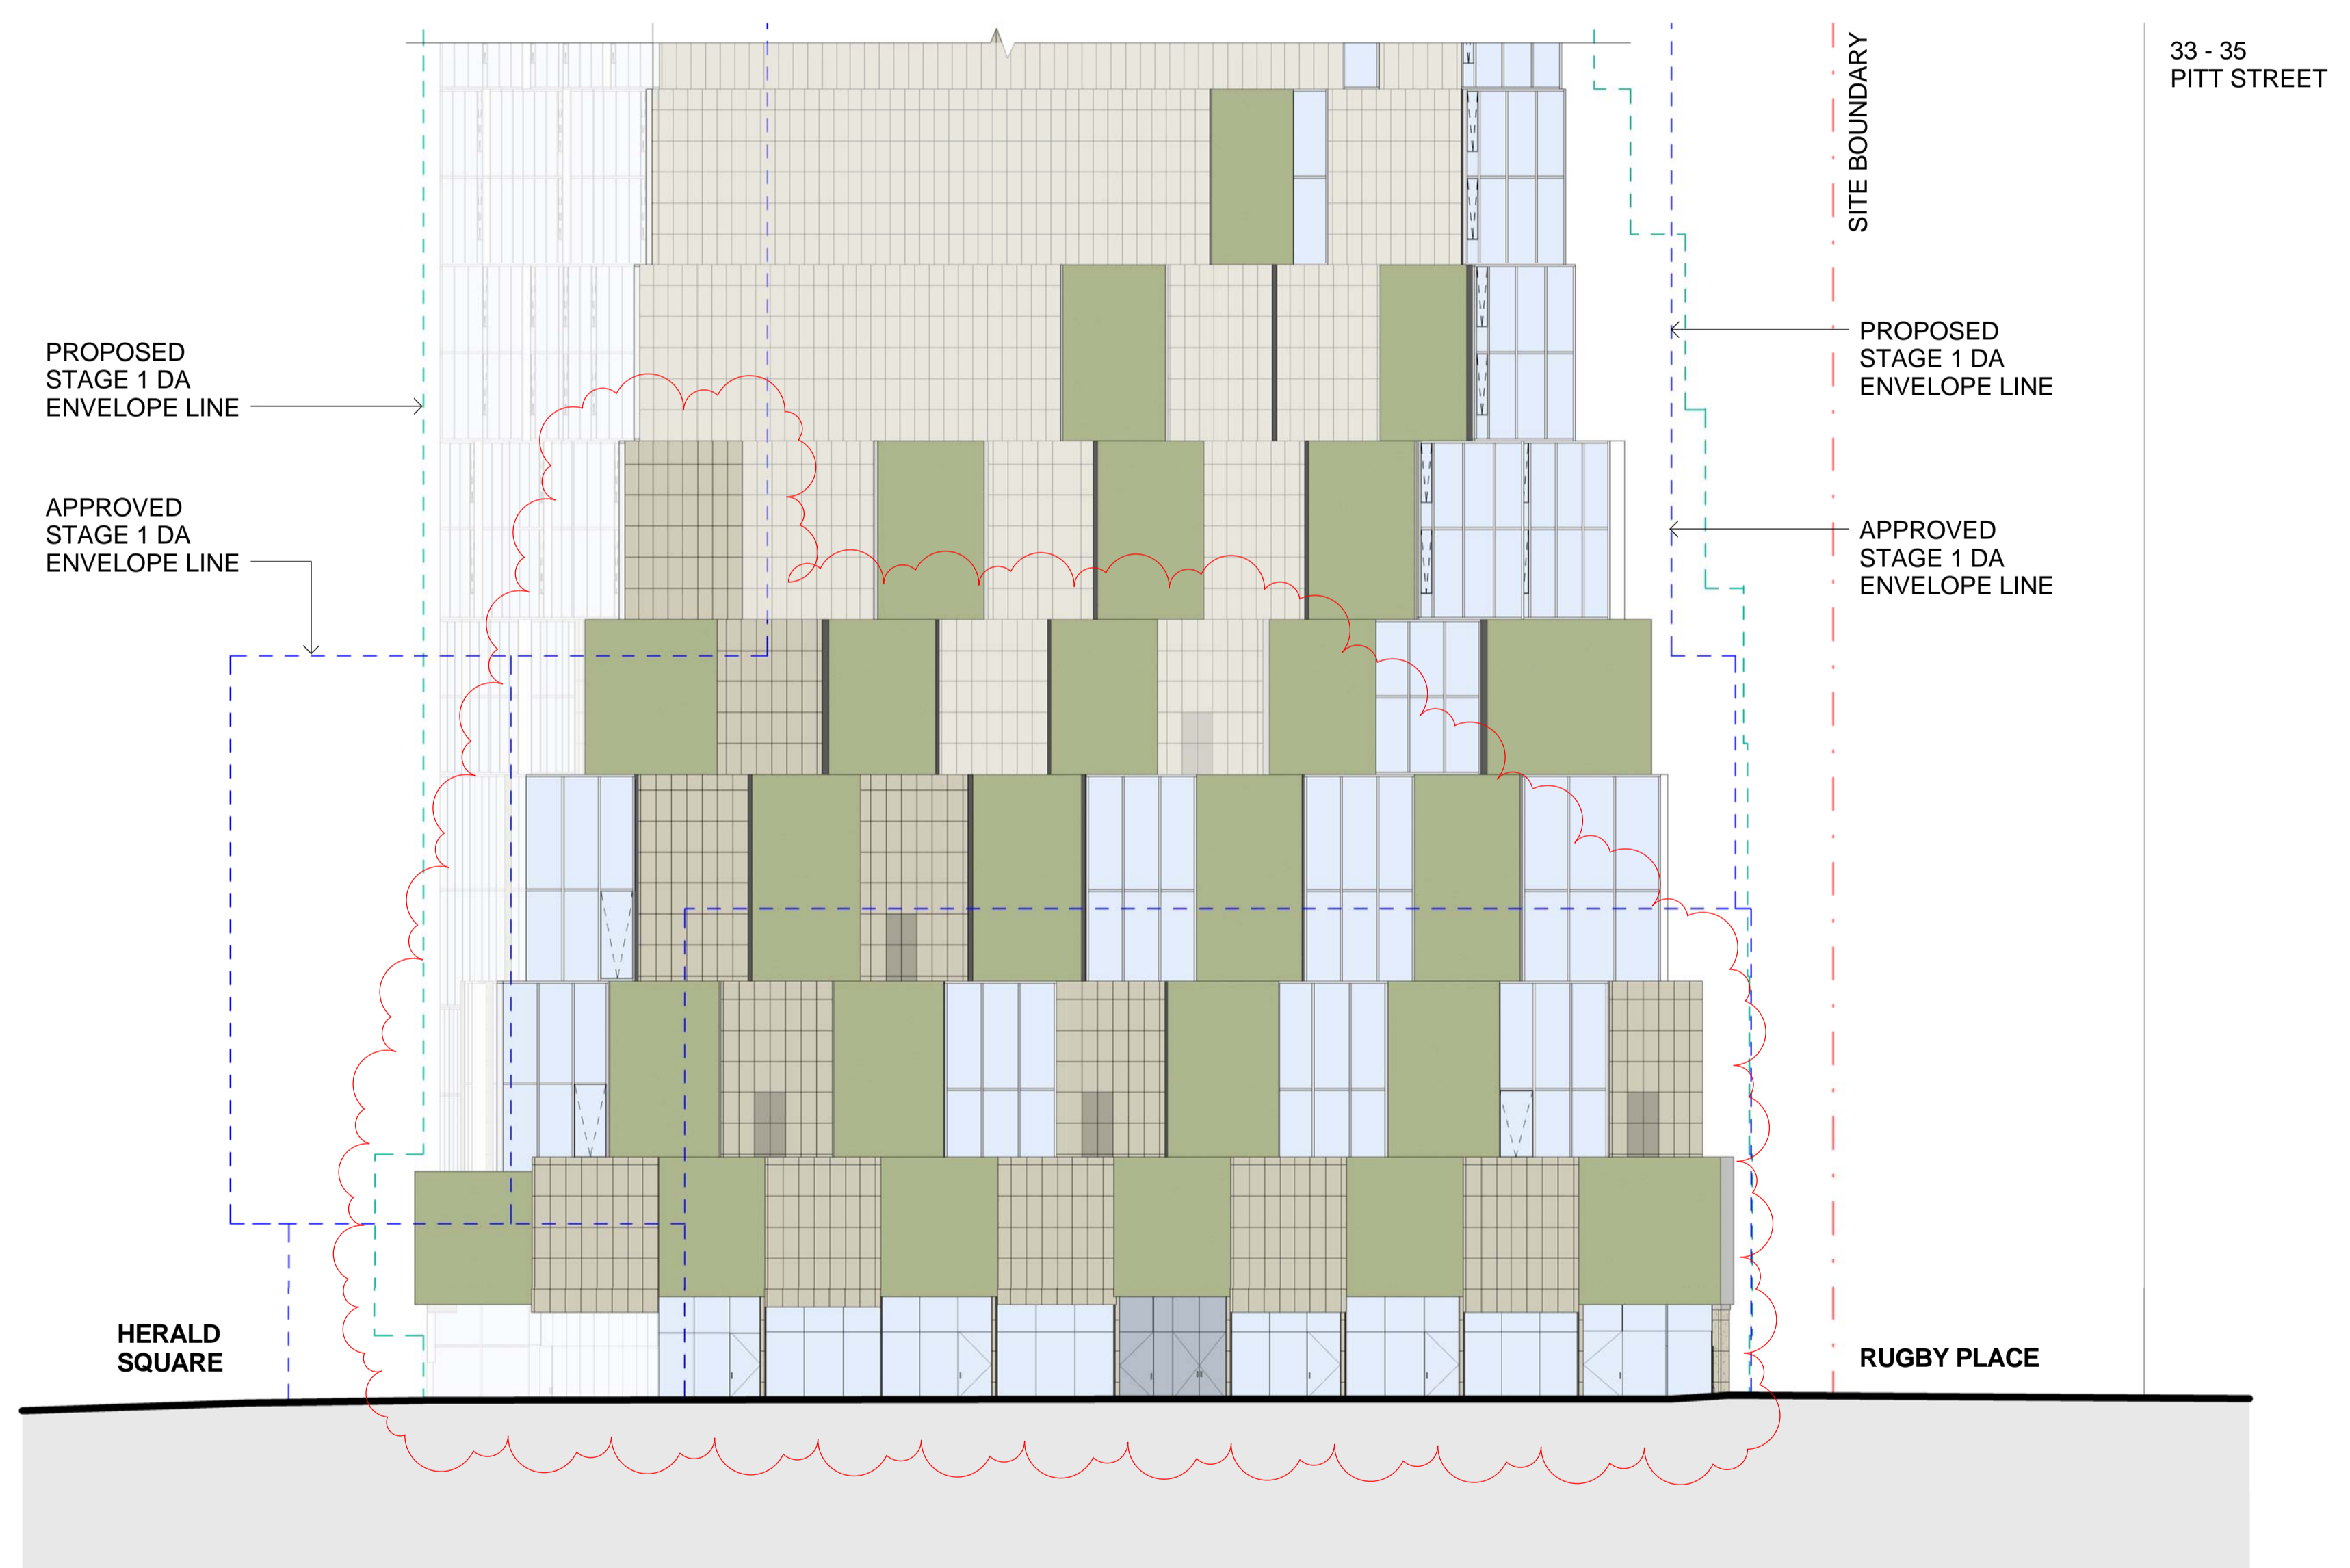 33 - 35
PITT STREET
SITE BOUNDARY
PROPOSED
STAGE 1 DA
ENVELOPE LINE
APPROVED
STAGE 1 DA
ENVELOPE LINE
PROPOSED
STAGE 1 DA
ENVELOPE LINE
APPROVED
STAGE 1 DA
ENVELOPE LINE
HERALD
SQUARE
RUGBY PLACE